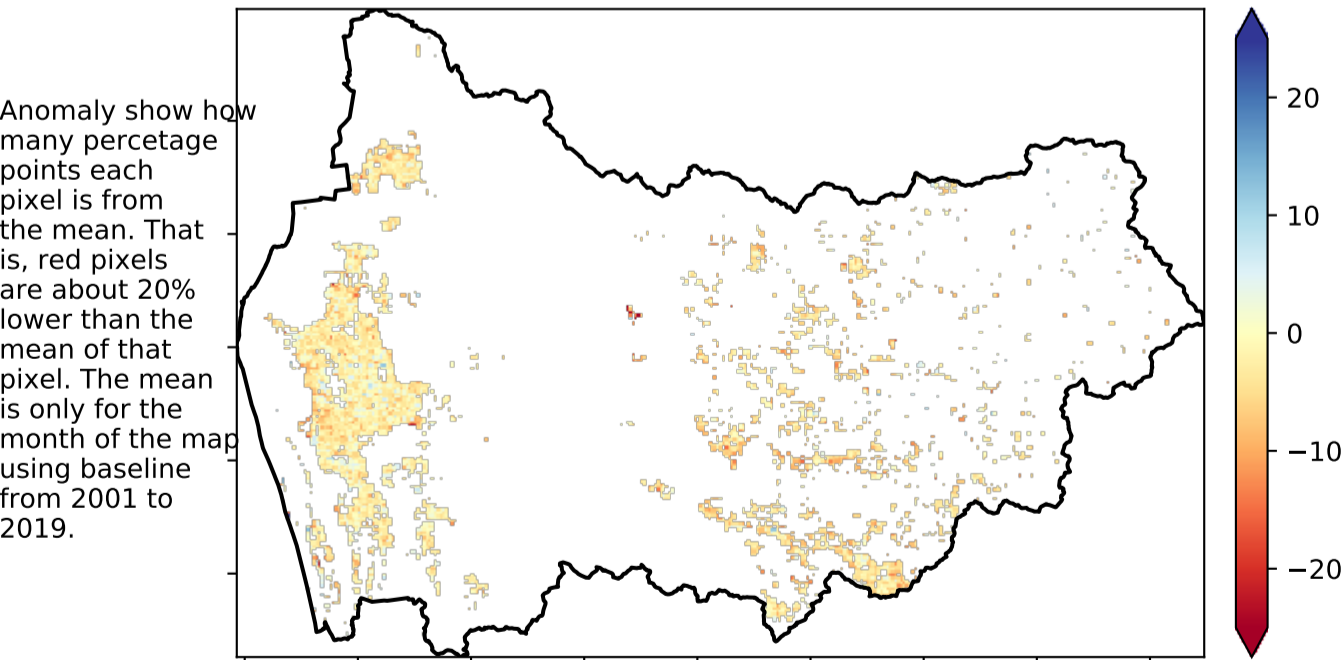 Anomaly show how
many percetage
points each
pixel is from
the mean. That
is, red pixels
are about 20%
lower than the
mean of that
pixel. The mean
is only for the
month of the map
using baseline
from 2001 to
2019.
20
10
0
−10
−20